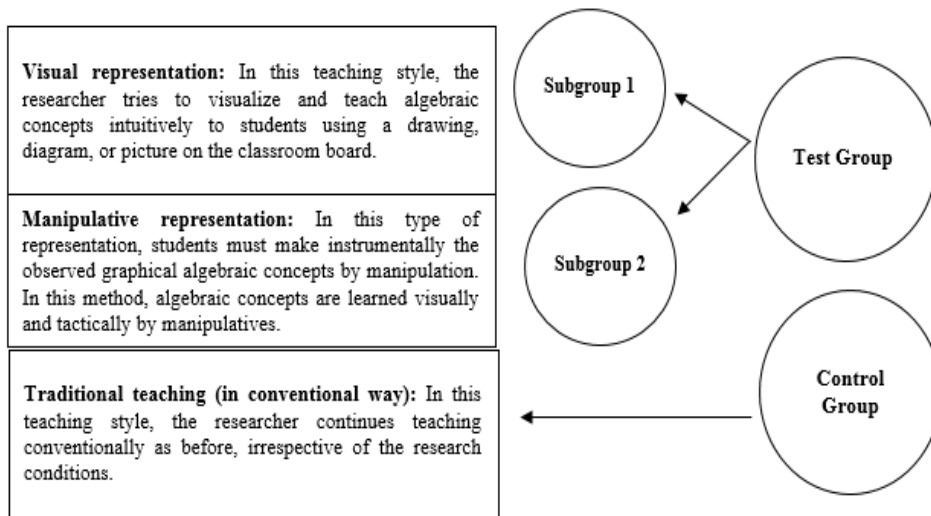 Visual representation: In this teaching style, the
researcher tries to visualize and teach algebraic
concepts intuitively to students using a drawing,
diagram, or picture on the classroom board.
Manipulative representation: In this type of
representation, students must make instrumentally the
observed graphical algebraic concepts by manipulation.
In this method, algebraic concepts are learned visually
and tactically by manipulatives.
Traditional teaching (in conventional way): In this
teaching style, the researcher continues teaching
conventionally as before, irrespective of the research
conditions.
Subgroup 1
Subgroup 2
Test Group
Control
Group